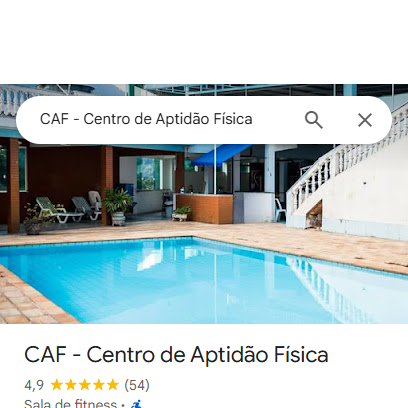 CAF - Centro de Aptidão Física
CAF - Centro de Aptidão Física
4,9 ★★★★★ (54)
Sala de fitness ·